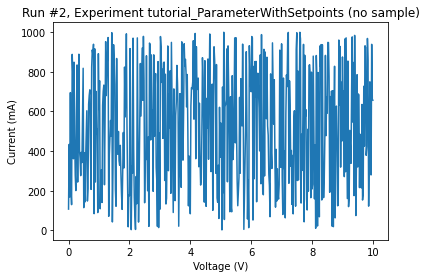 Run #2, Experiment tutorial_ParameterWithSetpoints (no sample)
1000
800
600
400
200
0
Current (mA)
0 2 4 6 8 10
Voltage (V)